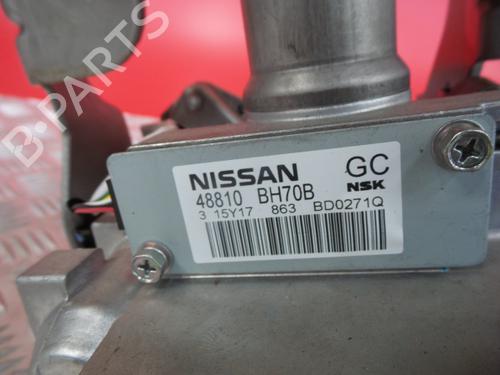 B-PARTS
NISSAN GC
48810 BH70B NSK
3 15Y17 863 BD0271Q